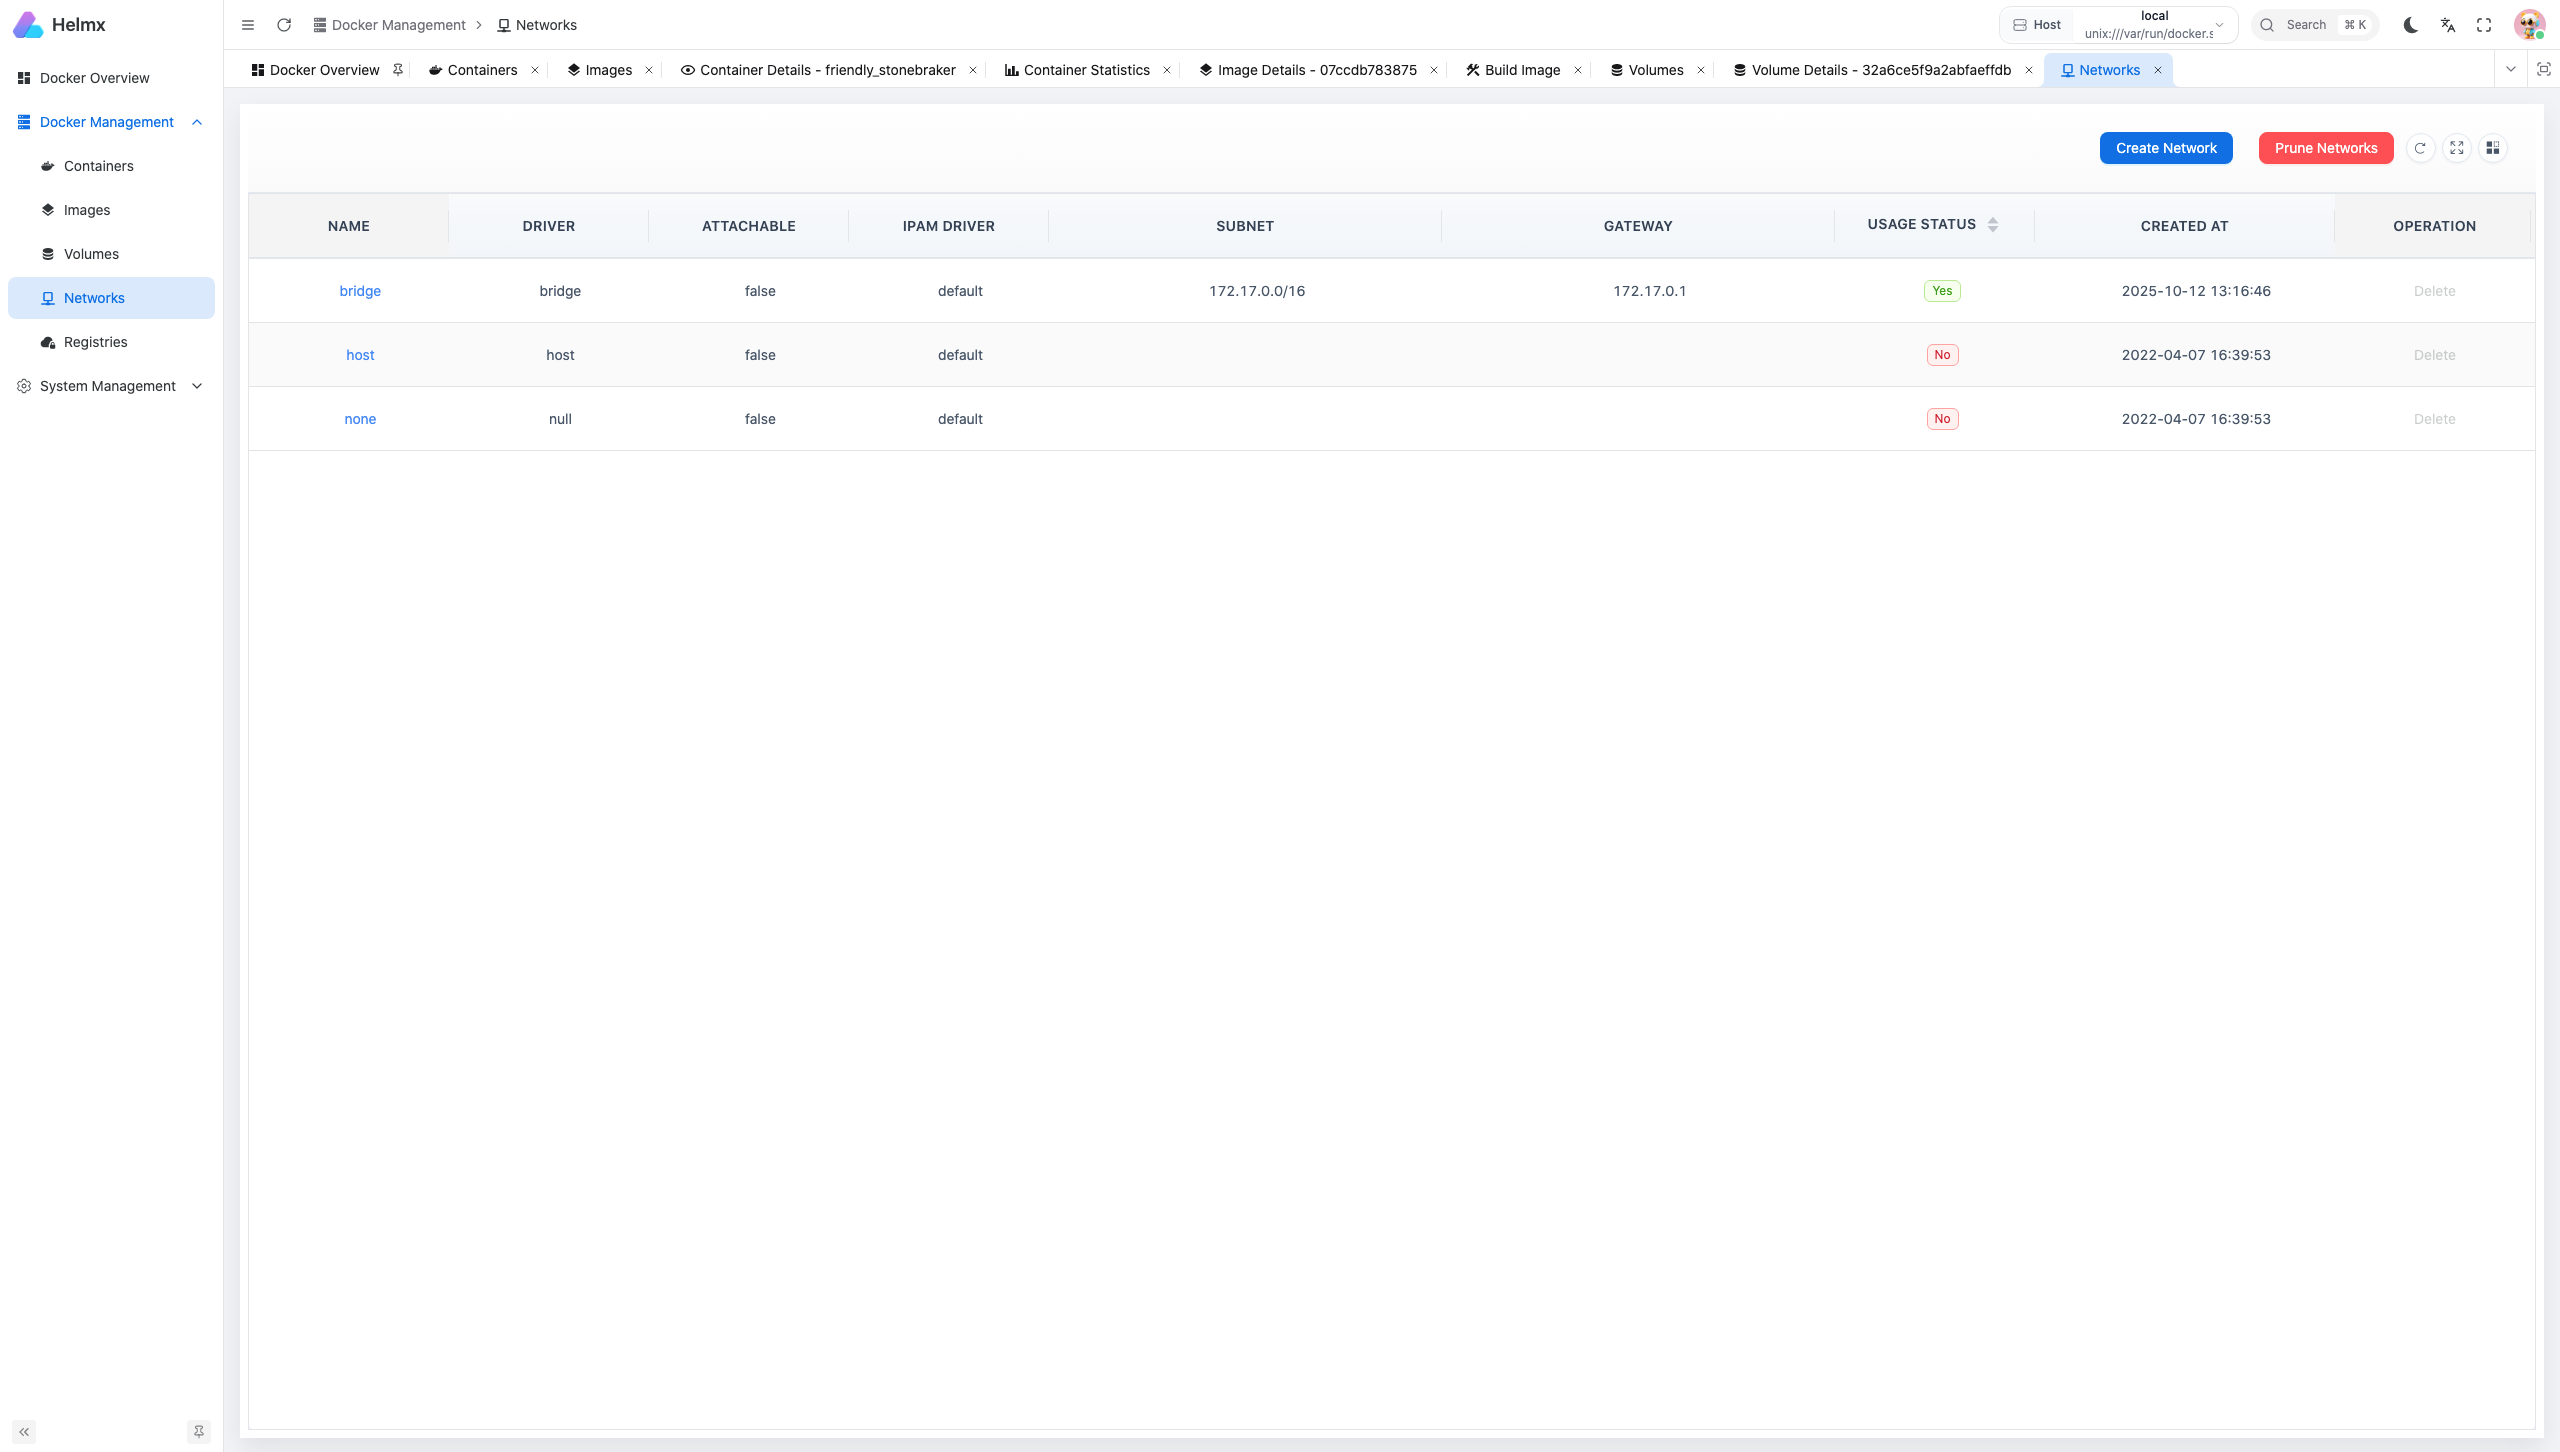 Helmx
Docker Management
Networks
Host
local
unix:///var/run/docker.s
Search
⌘ K
Docker Overview
Containers
Images
Container Details - friendly_stonebraker
Container Statistics
Image Details - 07ccdb783875
Build Image
Volumes
Volume Details - 32a6ce5f9a2abfaeffdb
Networks
Docker Overview
Docker Management
Containers
Images
Volumes
Networks
Registries
System Management
Create Network
Prune Networks
NAME DRIVER ATTACHABLE IPAM DRIVER SUBNET GATEWAY USAGE STATUS CREATED AT OPERATION
bridge bridge false default 172.17.0.0/16 172.17.0.1 Yes 2025-10-12 13:16:46 Delete
host host false default No 2022-04-07 16:39:53 Delete
none null false default No 2022-04-07 16:39:53 Delete